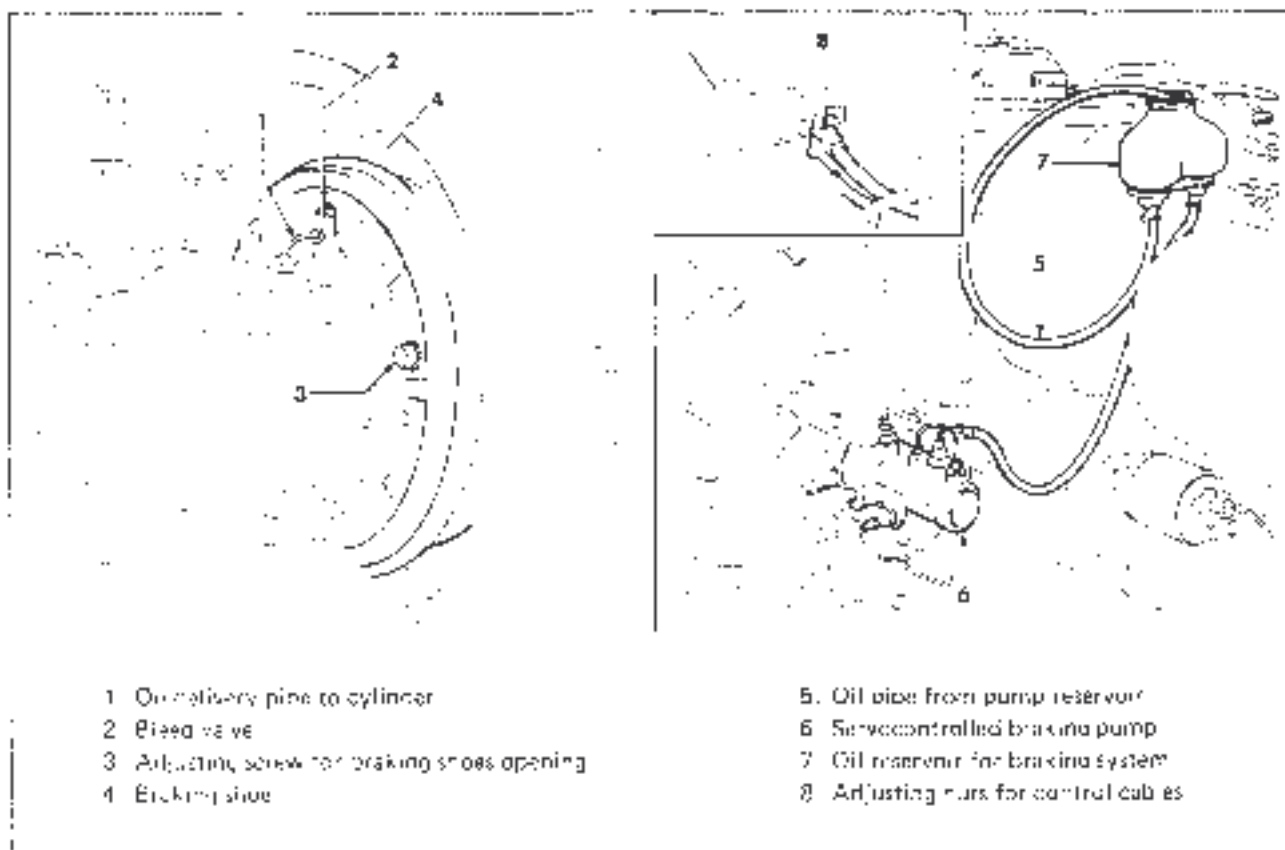 2
4
3
8
7
5
6
1 Oil delivery pipe to cylinder
2 Bleed valve
3 Adjusting screw for braking shoes opening
4 Braking shoe
5. Oil pipe from pump reservoir
6 Servocontrolled braking pump
7 Oil reservoir for braking system
8 Adjusting nuts for control cables